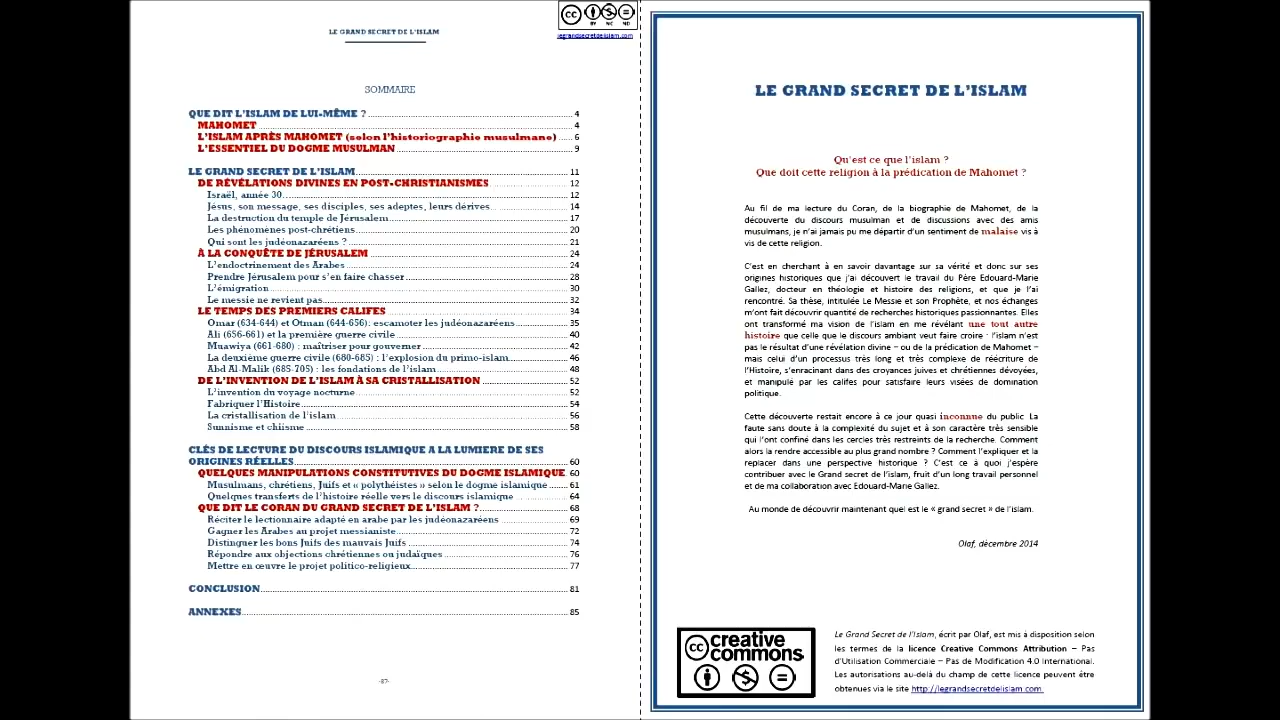 LE GRAND SECRET DE L'ISLAM
CC BY NC ND
legrandsecretdelislam.com
SOMMAIRE
QUE DIT L'ISLAM DE LUI-MÊME ? 4
MAHOMET 4
L'ISLAM APRÈS MAHOMET (selon l'historiographie musulmane) 6
L'ESSENTIEL DU DOGME MUSULMAN 9
LE GRAND SECRET DE L'ISLAM 11
DE RÉVÉLATIONS DIVINES EN POST-CHRISTIANISMES 12
Israël, année 30 12
Jésus, son message, ses disciples, ses adeptes, leurs dérives 14
La destruction du temple de Jérusalem 17
Les phénomènes post-chrétiens 20
Qui sont les judéonazaréens ? 21
À LA CONQUÊTE DE JÉRUSALEM 24
L'endoctrinement des Arabes 24
Prendre Jérusalem pour s'en faire chasser 28
L'émigration 30
Le messie ne revient pas 32
LE TEMPS DES PREMIERS CALIFES 34
Omar (634-644) et Otman (644-656): escamoter les judéonazaréens 35
Ali (656-661) et la première guerre civile 40
Muawiya (661-680) : maîtriser pour gouverner 42
La deuxième guerre civile (680-685) : l'explosion du primo-islam 46
Abd Al-Malik (685-705) : les fondations de l'islam 48
DE L'INVENTION DE L'ISLAM À SA CRISTALLISATION 52
L'invention du voyage nocturne 52
Fabriquer l'Histoire 54
La cristallisation de l'islam 56
Sunnisme et chiisme 58
CLÉS DE LECTURE DU DISCOURS ISLAMIQUE A LA LUMIERE DE SES
ORIGINES RÉELLES 60
QUELQUES MANIPULATIONS CONSTITUTIVES DU DOGME ISLAMIQUE 60
Musulmans, chrétiens, Juifs et « polythéistes » selon le dogme islamique 61
Quelques transferts de l'histoire réelle vers le discours islamique 64
QUE DIT LE CORAN DU GRAND SECRET DE L'ISLAM ? 68
Réciter le lectionnaire adapté en arabe par les judéonazaréens 69
Gagner les Arabes au projet messianiste 72
Distinguer les bons Juifs des mauvais Juifs 74
Répondre aux objections chrétiennes ou judaïques 76
Mettre en œuvre le projet politico-religieux 77
CONCLUSION 81
ANNEXES 85
-87-
LE GRAND SECRET DE L'ISLAM
Qu'est ce que l'islam ?
Que doit cette religion à la prédication de Mahomet ?
Au fil de ma lecture du Coran, de la biographie de Mahomet, de la
découverte du discours musulman et de discussions avec des amis
musulmans, je n'ai jamais pu me départir d'un sentiment de malaise vis à
vis de cette religion.
C'est en cherchant à en savoir davantage sur sa vérité et donc sur ses
origines historiques que j'ai découvert le travail du Père Edouard-Marie
Gallez, docteur en théologie et histoire des religions, et que je l'ai
rencontré. Sa thèse, intitulée Le Messie et son Prophète, et nos échanges
m'ont fait découvrir quantité de recherches historiques passionnantes. Elles
ont transformé ma vision de l'islam en me révélant une tout autre
histoire que celle que le discours ambiant veut faire croire : l'islam n'est
pas le résultat d'une révélation divine – ou de la prédication de Mahomet –
mais celui d'un processus très long et très complexe de réécriture de
l'Histoire, s'enracinant dans des croyances juives et chrétiennes dévoyées,
et manipulé par les califes pour satisfaire leurs visées de domination
politique.
Cette découverte restait encore à ce jour quasi inconnue du public. La
faute sans doute à la complexité du sujet et à son caractère très sensible
qui l'ont confiné dans les cercles très restreints de la recherche. Comment
alors la rendre accessible au plus grand nombre ? Comment l'expliquer et la
replacer dans une perspective historique ? C'est ce à quoi j'espère
contribuer avec le Grand secret de l'islam, fruit d'un long travail personnel
et de ma collaboration avec Edouard-Marie Gallez.
Au monde de découvrir maintenant quel est le « grand secret » de l'islam.
Olaf, décembre 2014
CC creative commons
Le Grand Secret de l'Islam, écrit par Olaf, est mis à disposition selon
les termes de la licence Creative Commons Attribution – Pas
d'Utilisation Commerciale – Pas de Modification 4.0 International.
Les autorisations au-delà du champ de cette licence peuvent être
obtenues via le site http://legrandsecretdelislam.com